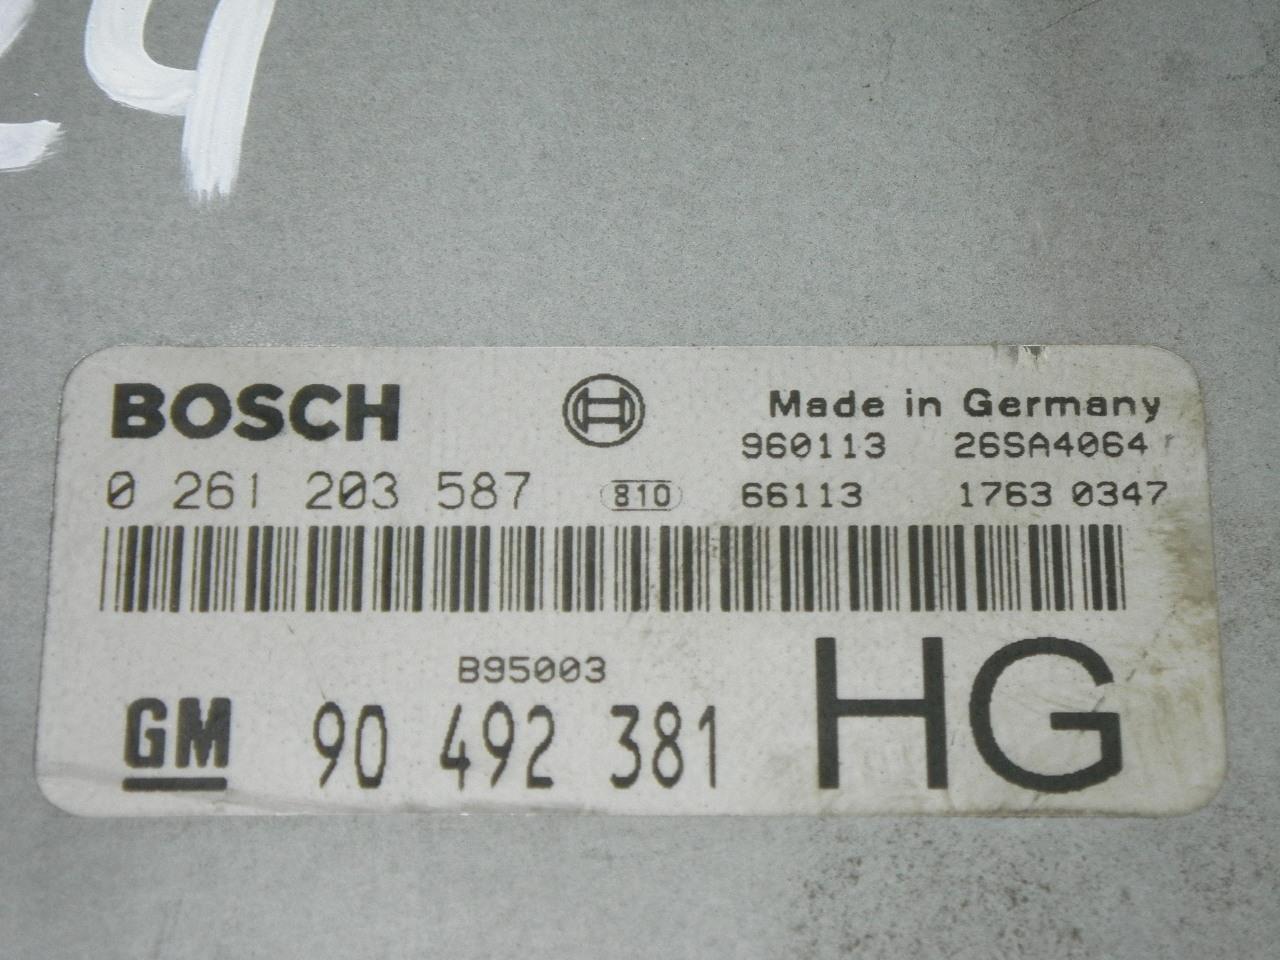 24
BOSCH
Made in Germany
960113 26SA4064 r
0 261 203 587 810 66113 1763 0347
B95003
GM 90 492 381 HG